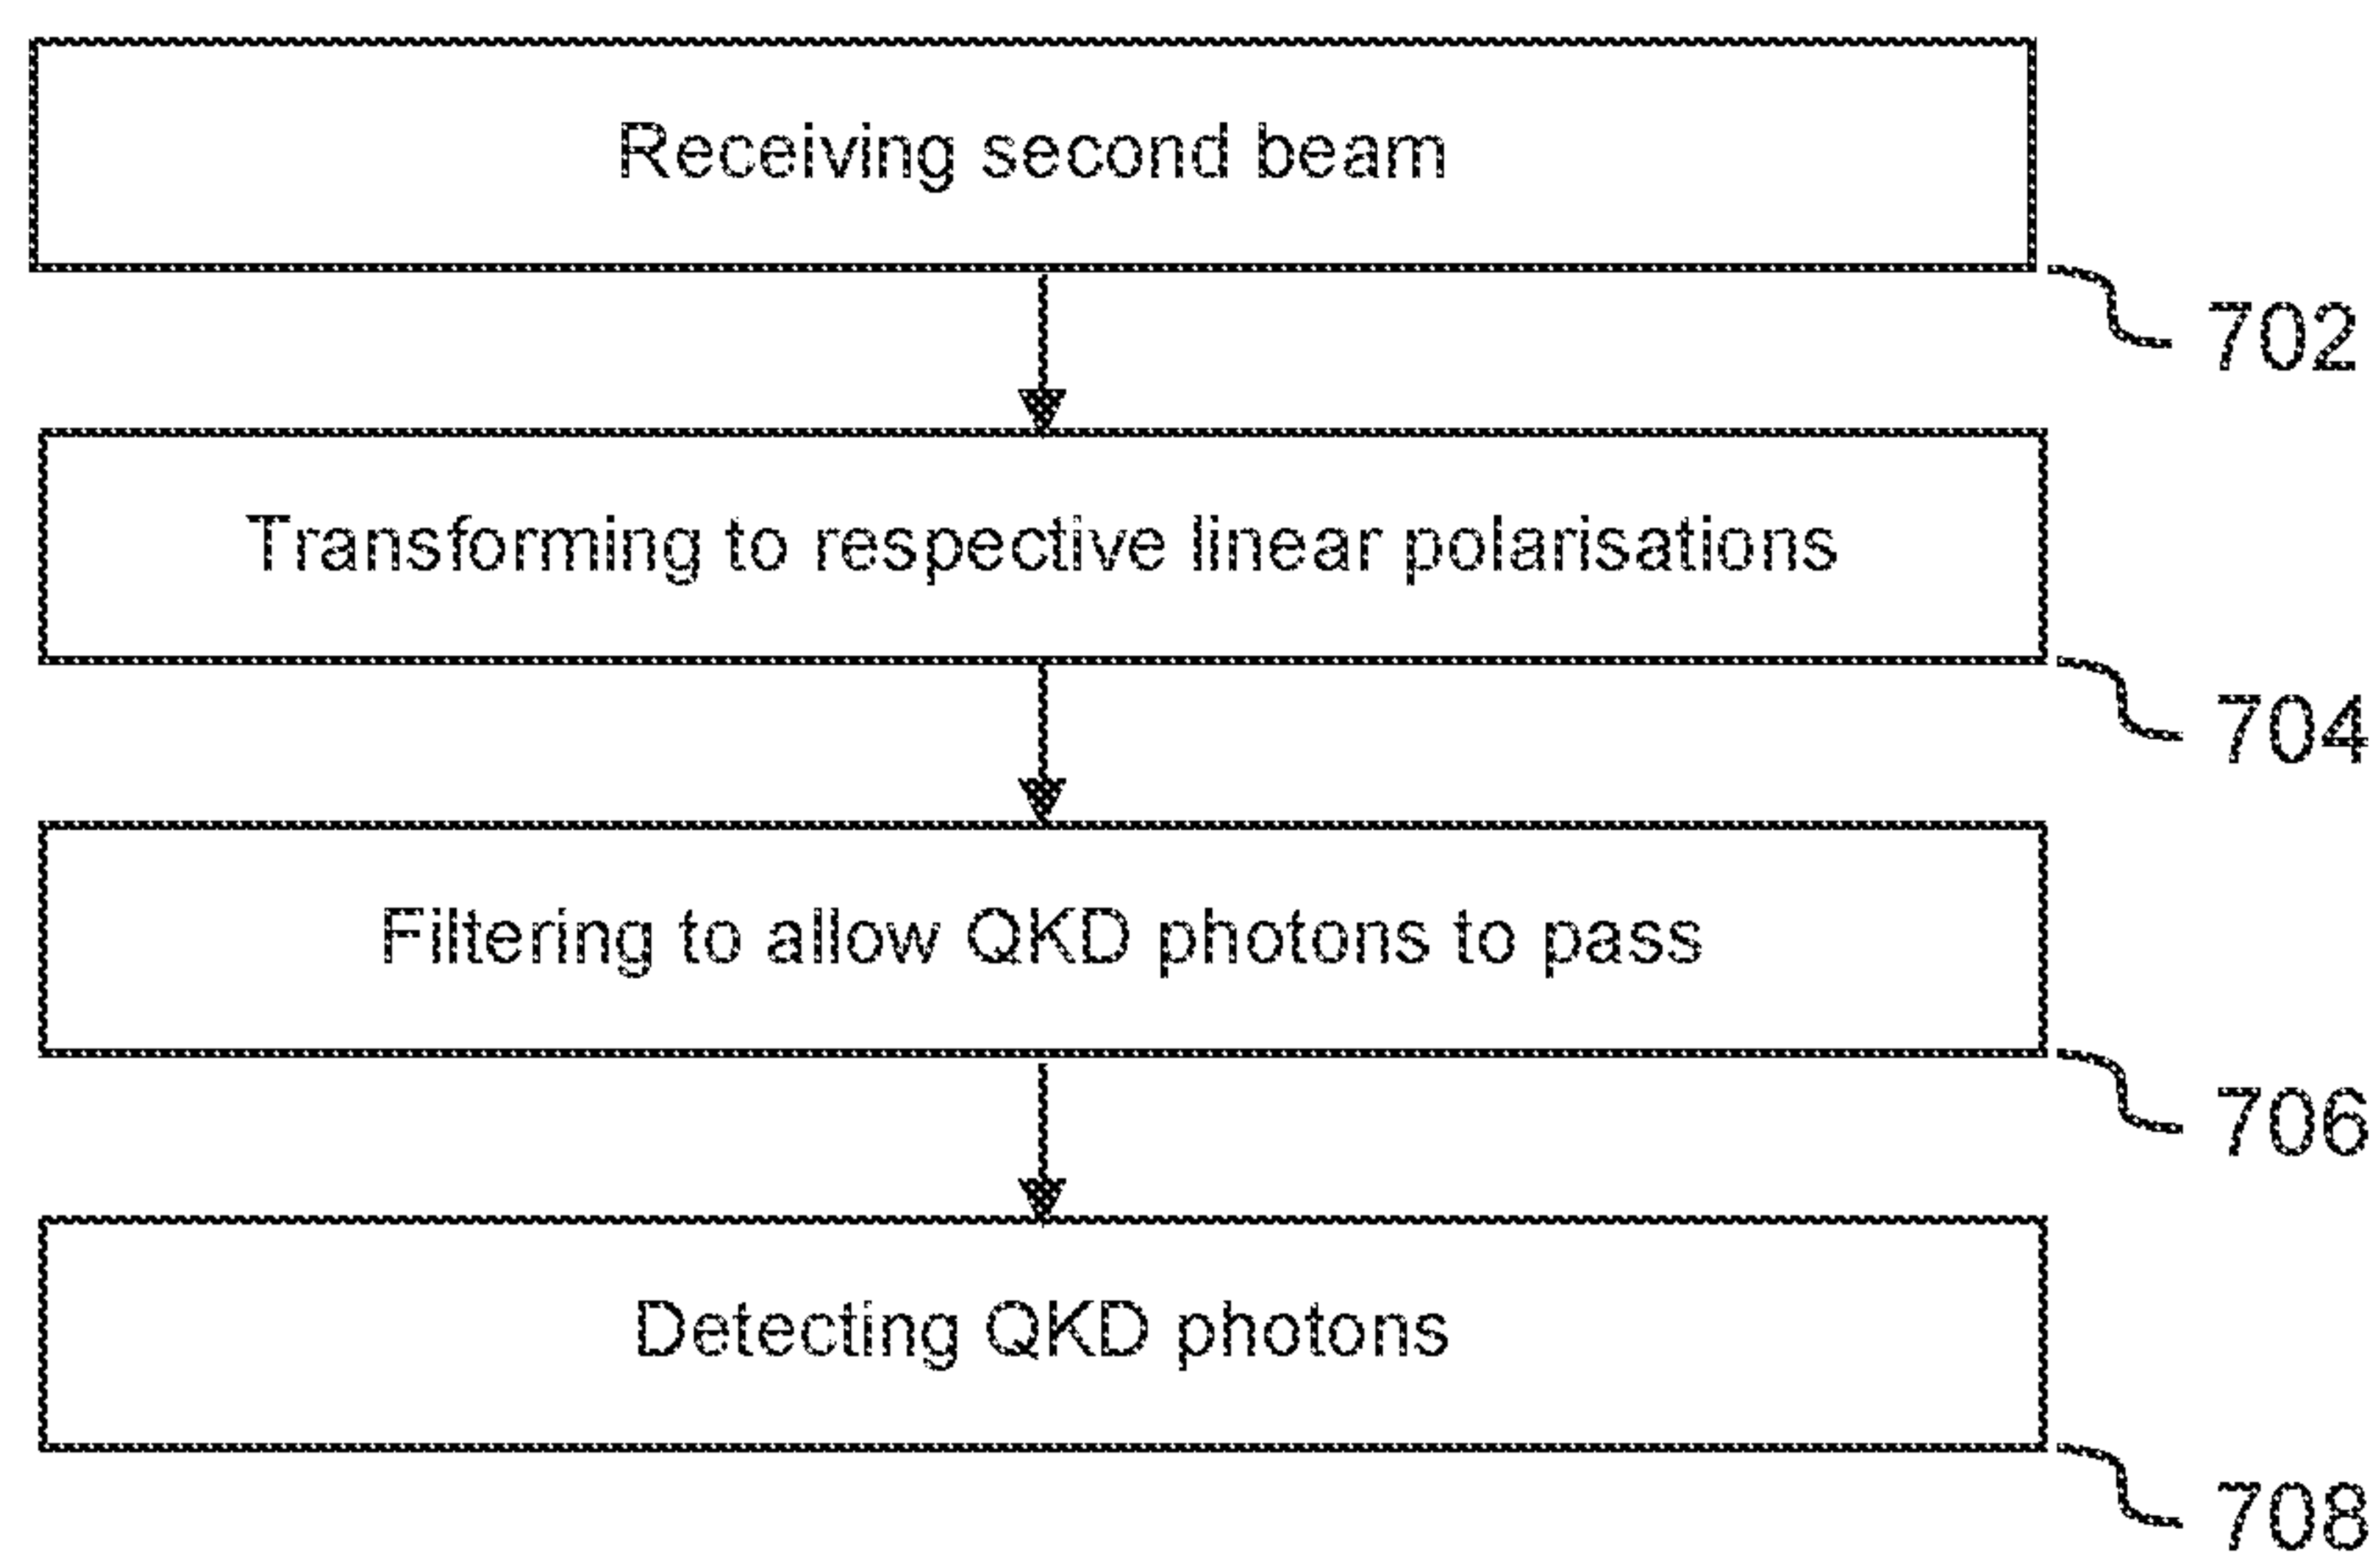 Receiving second beam
702
Transforming to respective linear polarisations
704
Filtering to allow QKD photons to pass
706
Detecting QKD photons
708